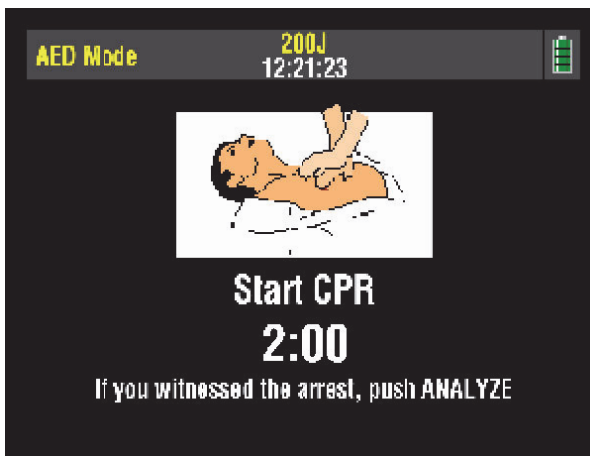 AED Mode
200J
12:21:23
Start CPR
2:00
If you witnessed the arrest, push ANALYZE